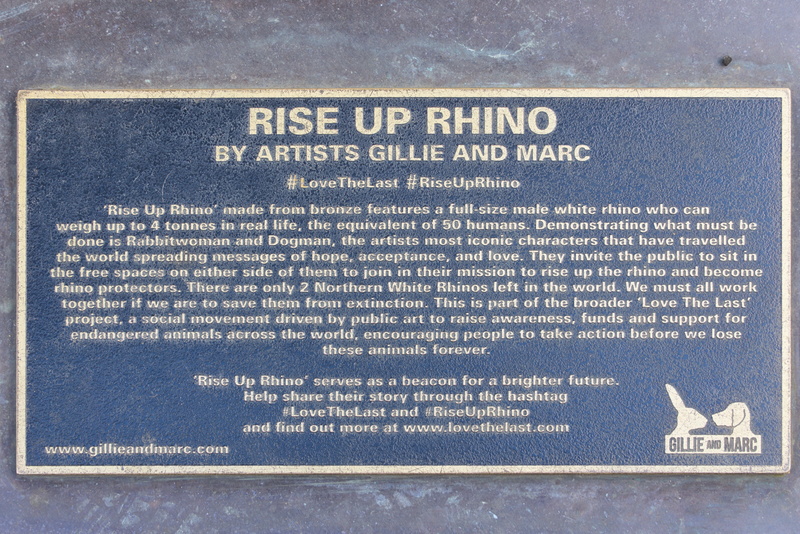 RISE UP RHINO
BY ARTISTS GILLIE AND MARC
#LoveTheLast #RiseUpRhino
'Rise Up Rhino' made from bronze features a full-size male white rhino who can
weigh up to 4 tonnes in real life, the equivalent of 50 humans. Demonstrating what must be
done is Rabbitwoman and Dogman, the artists most iconic characters that have travelled
the world spreading messages of hope, acceptance, and love. They invite the public to sit in
the free spaces on either side of them to join in their mission to rise up the rhino and become
rhino protectors. There are only 2 Northern White Rhinos left in the world. We must all work
together if we are to save them from extinction. This is part of the broader 'Love The Last'
project, a social movement driven by public art to raise awareness, funds and support for
endangered animals across the world, encouraging people to take action before we lose
these animals forever.
'Rise Up Rhino' serves as a beacon for a brighter future.
Help share their story through the hashtag
#LoveTheLast and #RiseUpRhino
and find out more at www.lovethelast.com
www.gillieandmarc.com
GILLIE AND MARC